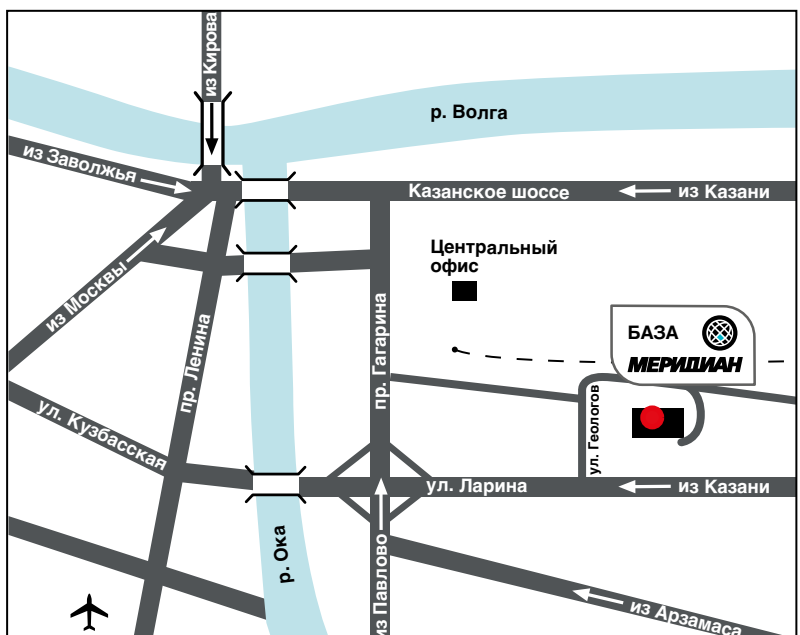 из Кирова
р. Волга
из Заволжья
Казанское шоссе
из Казани
Центральный
офис
из Москвы
пр. Ленина
пр. Гагарина
БАЗА
МЕРИДИАН
ул. Геологов
ул. Кузбасская
ул. Ларина
из Казани
р. Ока
из Павлово
из Арзамаса